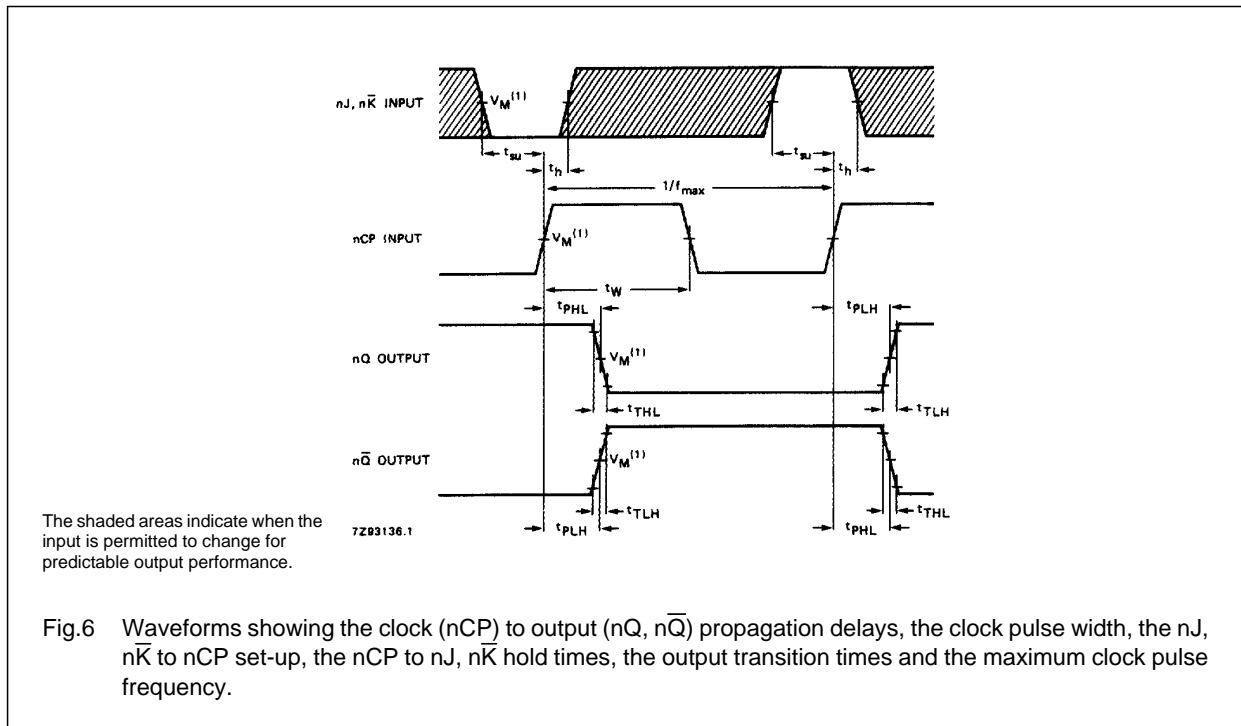 nJ, nK̅ INPUT
V_M(1)
t_su
t_h
t_su
t_h
1/f_max
nCP INPUT
V_M(1)
t_W
t_PHL
t_PLH
nQ OUTPUT
V_M(1)
t_THL
t_TLH
nQ̅ OUTPUT
V_M(1)
t_TLH
t_THL
t_PLH
t_PHL
7Z93136.1
The shaded areas indicate when the
input is permitted to change for
predictable output performance.
Fig.6 Waveforms showing the clock (nCP) to output (nQ, nQ̅) propagation delays, the clock pulse width, the nJ,
nK̅ to nCP set-up, the nCP to nJ, nK̅ hold times, the output transition times and the maximum clock pulse
frequency.